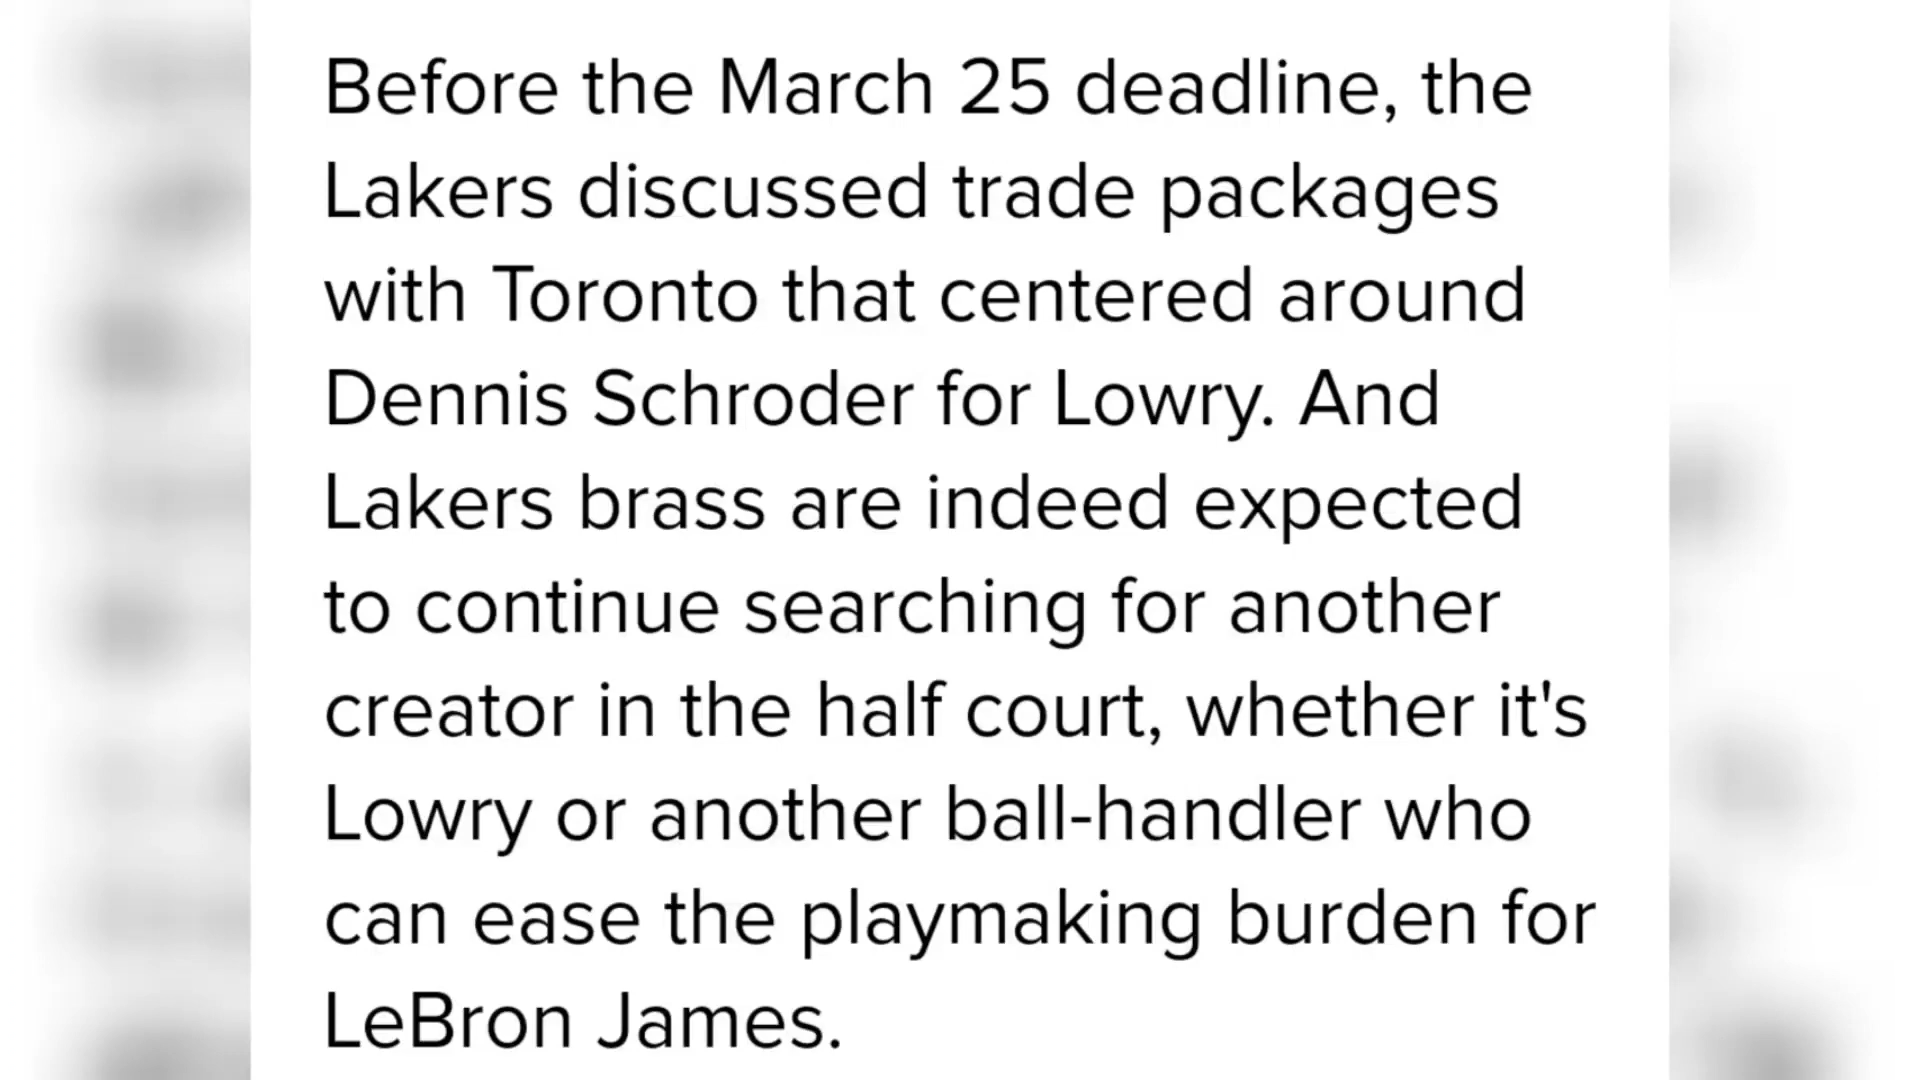 Before the March 25 deadline, the
Lakers discussed trade packages
with Toronto that centered around
Dennis Schroder for Lowry. And
Lakers brass are indeed expected
to continue searching for another
creator in the half court, whether it's
Lowry or another ball-handler who
can ease the playmaking burden for
LeBron James.